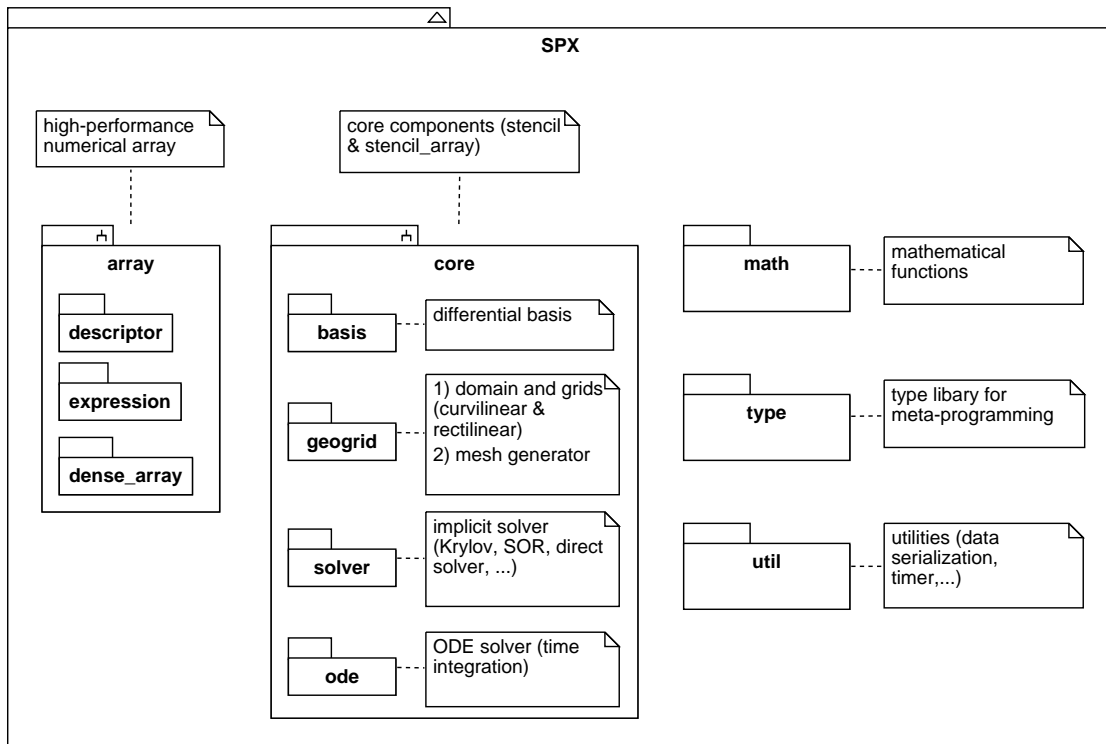 SPX
high-performance
numerical array
core components (stencil
& stencil_array)
array
descriptor
expression
dense_array
core
basis
differential basis
geogrid
1) domain and grids
(curvilinear &
rectilinear)
2) mesh generator
solver
implicit solver
(Krylov, SOR, direct
solver, ...)
ode
ODE solver (time
integration)
math
mathematical
functions
type
type libary for
meta-programming
util
utilities (data
serialization,
timer,...)